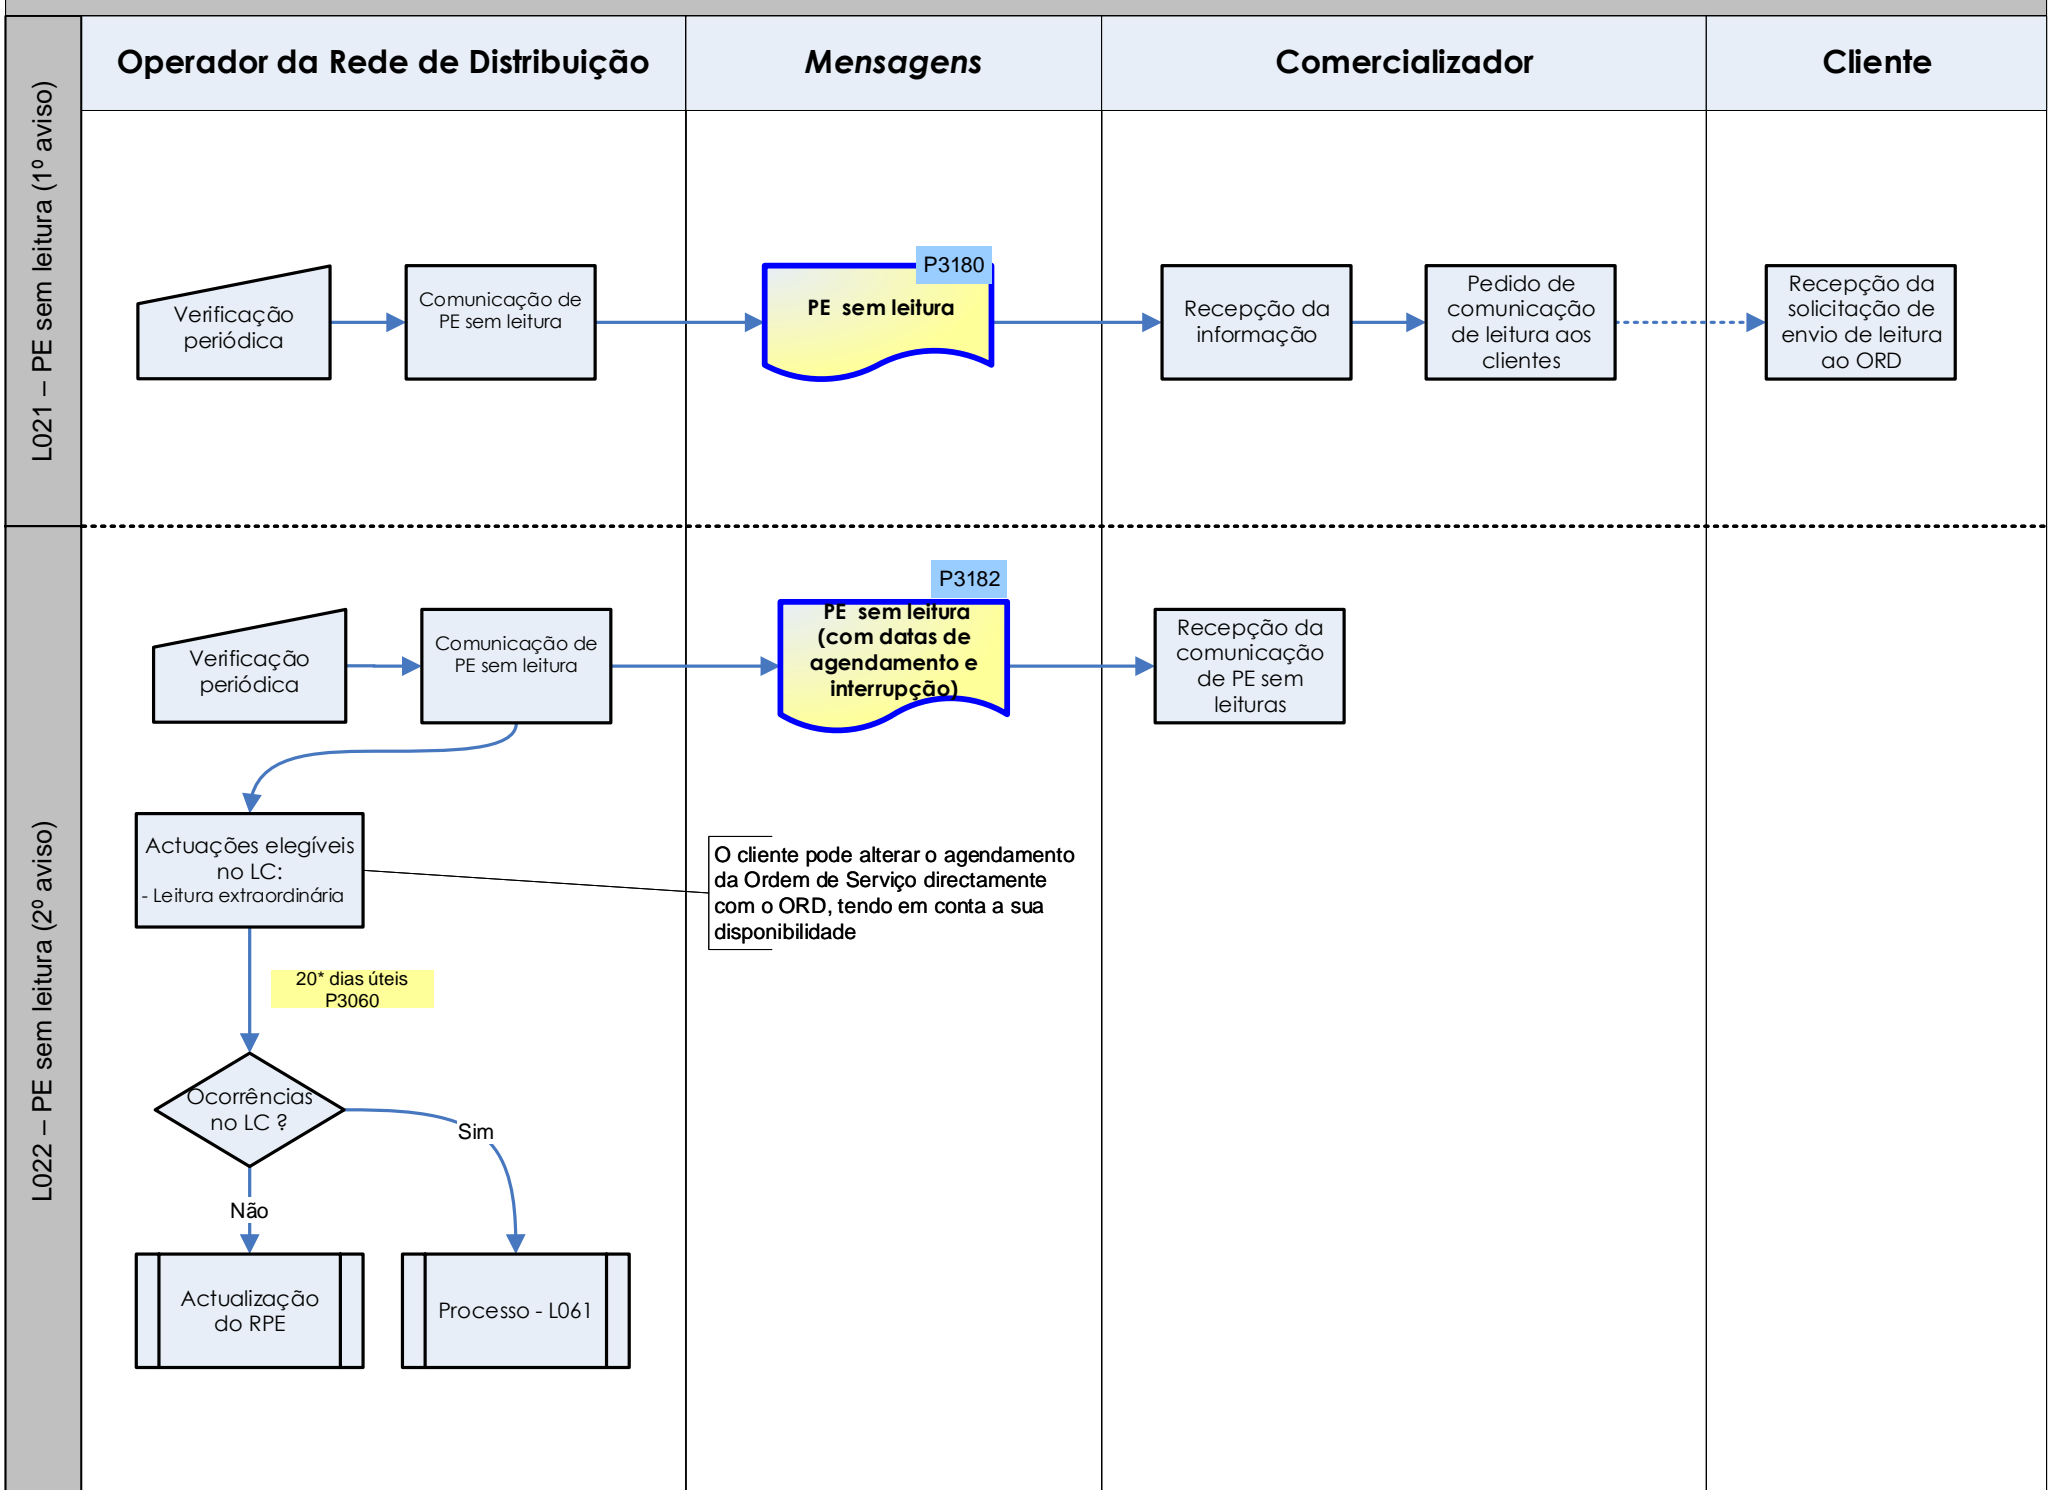 Operador da Rede de Distribuição
Mensagens
Comercializador
Cliente
L021 – PE sem leitura (1º aviso)
Verificação
periódica
Comunicação de
PE sem leitura
P3180
PE sem leitura
Recepção da
informação
Pedido de
comunicação
de leitura aos
clientes
Recepção da
solicitação de
envio de leitura
ao ORD
L022 – PE sem leitura (2º aviso)
Verificação
periódica
Comunicação de
PE sem leitura
P3182
PE sem leitura
(com datas de
agendamento e
interrupção)
Recepção da
comunicação
de PE sem
leituras
Actuações elegíveis
no LC:
- Leitura extraordinária
O cliente pode alterar o agendamento
da Ordem de Serviço directamente
com o ORD, tendo em conta a sua
disponibilidade
20* dias úteis
P3060
Ocorrências
no LC ?
Sim
Não
Actualização
do RPE
Processo - L061